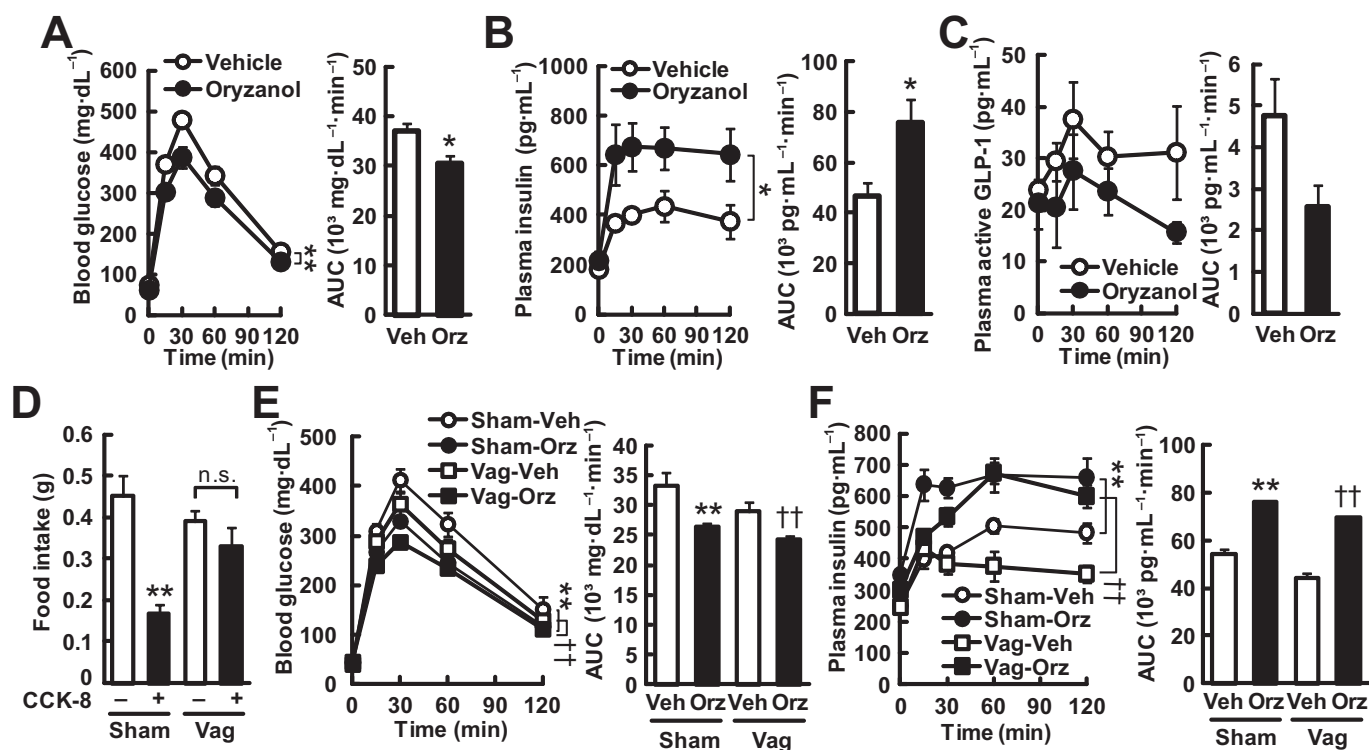 A
Blood glucose (mg·dL⁻¹)
Vehicle
Oryzanol
600
500
400
300
200
100
0
0 30 60 90 120
Time (min)
**
AUC (10³ mg·dL⁻¹·min⁻¹)
50
40
30
20
10
0
*
Veh Orz
B
Plasma insulin (pg·mL⁻¹)
Vehicle
Oryzanol
1000
800
600
400
200
0
0 30 60 90 120
Time (min)
*
AUC (10³ pg·mL⁻¹·min⁻¹)
100
80
60
40
20
0
*
Veh Orz
C
Plasma active GLP-1 (pg·mL⁻¹)
50
40
30
20
10
0
Vehicle
Oryzanol
0 30 60 90 120
Time (min)
AUC (10³ pg·mL⁻¹·min⁻¹)
6
5
4
3
2
1
0
Veh Orz
D
Food intake (g)
0.6
0.5
0.4
0.3
0.2
0.1
0
**
n.s.
CCK-8 – + – +
Sham Vag
E
Blood glucose (mg·dL⁻¹)
Sham-Veh
Sham-Orz
Vag-Veh
Vag-Orz
500
400
300
200
100
0
0 30 60 90 120
Time (min)
**
††
AUC (10³ mg·dL⁻¹·min⁻¹)
40
35
30
25
20
15
10
5
0
**
††
Veh Orz Veh Orz
Sham Vag
F
Plasma insulin (pg·mL⁻¹)
800
700
600
500
400
300
200
100
0
**
††
Sham-Veh
Sham-Orz
Vag-Veh
Vag-Orz
0 30 60 90 120
Time (min)
AUC (10³ pg·mL⁻¹·min⁻¹)
100
80
60
40
20
0
**
††
Veh Orz Veh Orz
Sham Vag